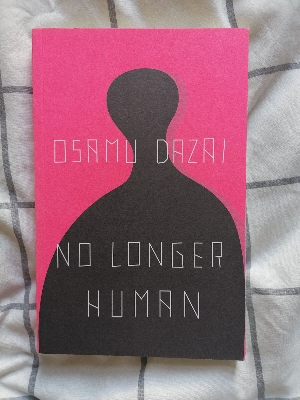 OSAMU DAZAI
NO LONGER
HUMAN